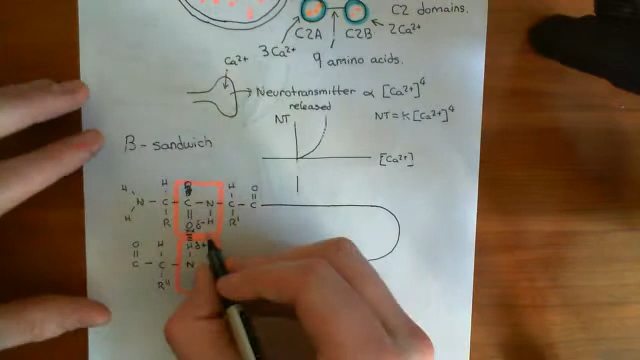 C2 domains.
C2A C2B 2Ca²⁺
3Ca²⁺
9 amino acids.
Ca²⁺
Neurotransmitter α [Ca²⁺]⁴
released
NT NT = K[Ca²⁺]⁴
[Ca²⁺]
β - sandwich
H H O
H N - C - C - N - C - C
H R O δ- H R'
O H H δ+
C - C - N
R''